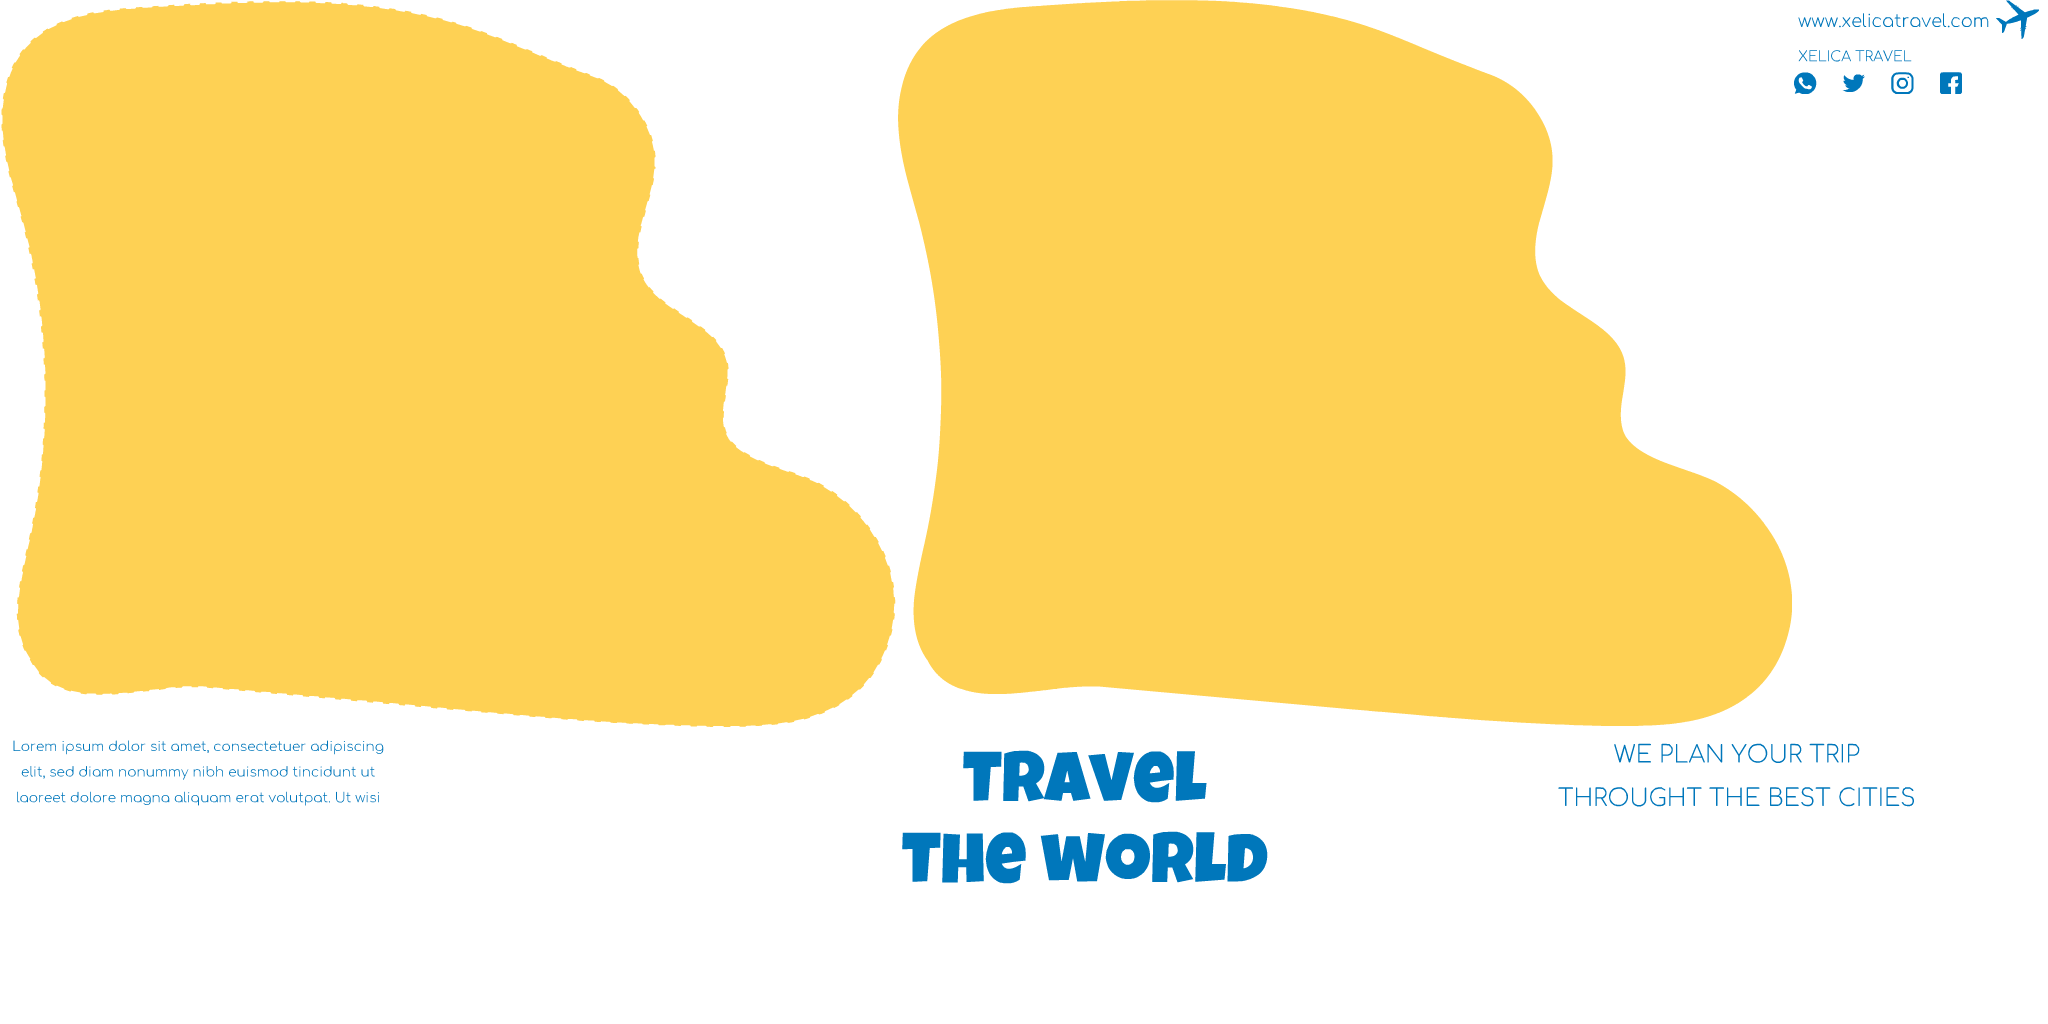 www.xelicatravel.com
XELICA TRAVEL
Lorem ipsum dolor sit amet, consectetuer adipiscing
elit, sed diam nonummy nibh euismod tincidunt ut
laoreet dolore magna aliquam erat volutpat. Ut wisi
TRAVEL
THE WORLD
WE PLAN YOUR TRIP
THROUGHT THE BEST CITIES